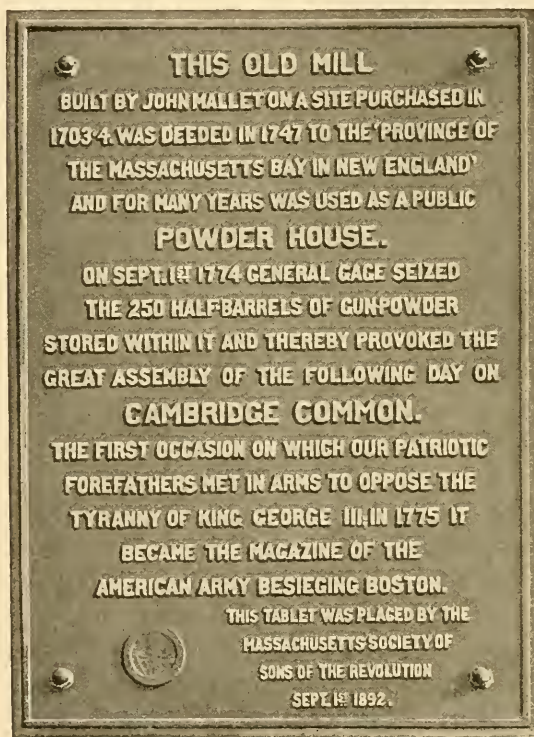 THIS OLD MILL
BUILT BY JOHN MALLET ON A SITE PURCHASED IN
1703-4. WAS DEEDED IN 1747 TO THE "PROVINCE OF
THE MASSACHUSETTS BAY IN NEW ENGLAND"
AND FOR MANY YEARS WAS USED AS A PUBLIC
POWDER HOUSE.
ON SEPT. 1ST 1774 GENERAL GAGE SEIZED
THE 250 HALF-BARRELS OF GUNPOWDER
STORED WITHIN IT AND THEREBY PROVOKED THE
GREAT ASSEMBLY OF THE FOLLOWING DAY ON
CAMBRIDGE COMMON.
THE FIRST OCCASION ON WHICH OUR PATRIOTIC
FOREFATHERS MET IN ARMS TO OPPOSE THE
TYRANNY OF KING GEORGE III, IN 1775 IT
BECAME THE MAGAZINE OF THE
AMERICAN ARMY BESIEGING BOSTON.
THIS TABLET WAS PLACED BY THE
MASSACHUSETTS SOCIETY OF
SONS OF THE REVOLUTION
SEPT. 1ST 1892.